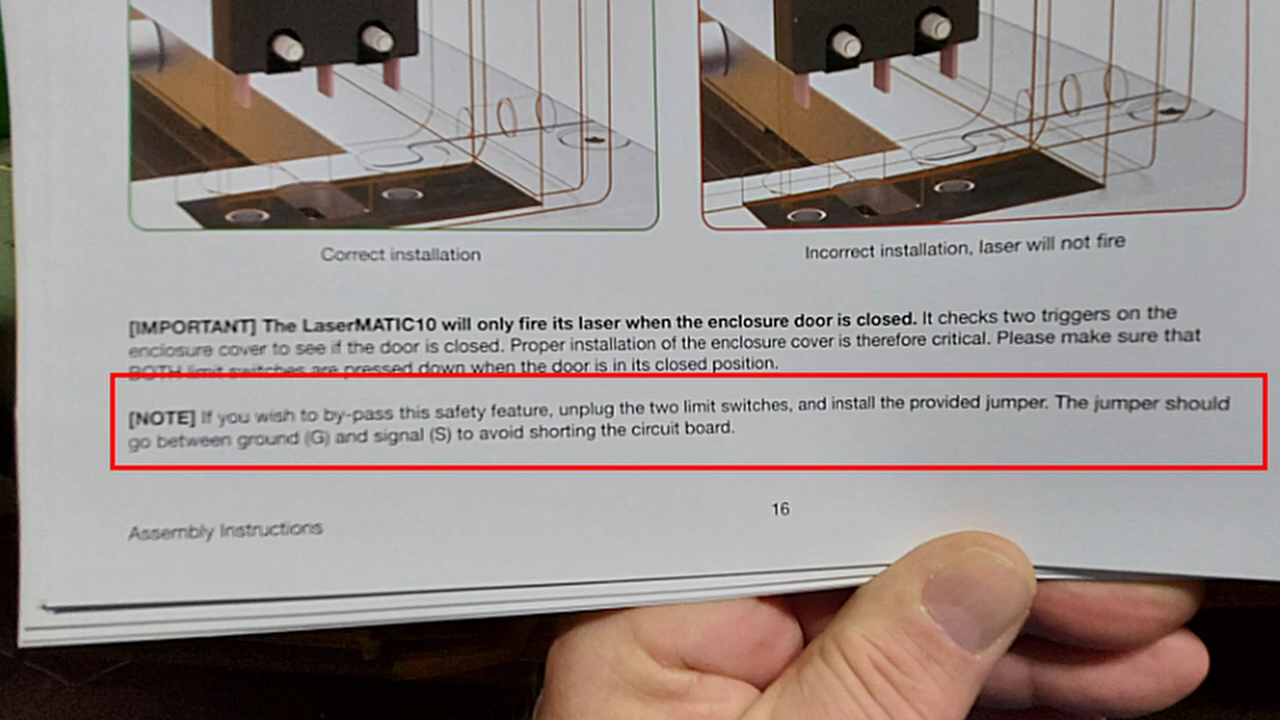 Correct installation
Incorrect installation, laser will not fire
[IMPORTANT] The LaserMATIC10 will only fire its laser when the enclosure door is closed. It checks two triggers on the
enclosure cover to see if the door is closed. Proper installation of the enclosure cover is therefore critical. Please make sure that
BOTH limit switches are pressed down when the door is in its closed position.
[NOTE] If you wish to by-pass this safety feature, unplug the two limit switches, and install the provided jumper. The jumper should
go between ground (G) and signal (S) to avoid shorting the circuit board.
16
Assembly Instructions